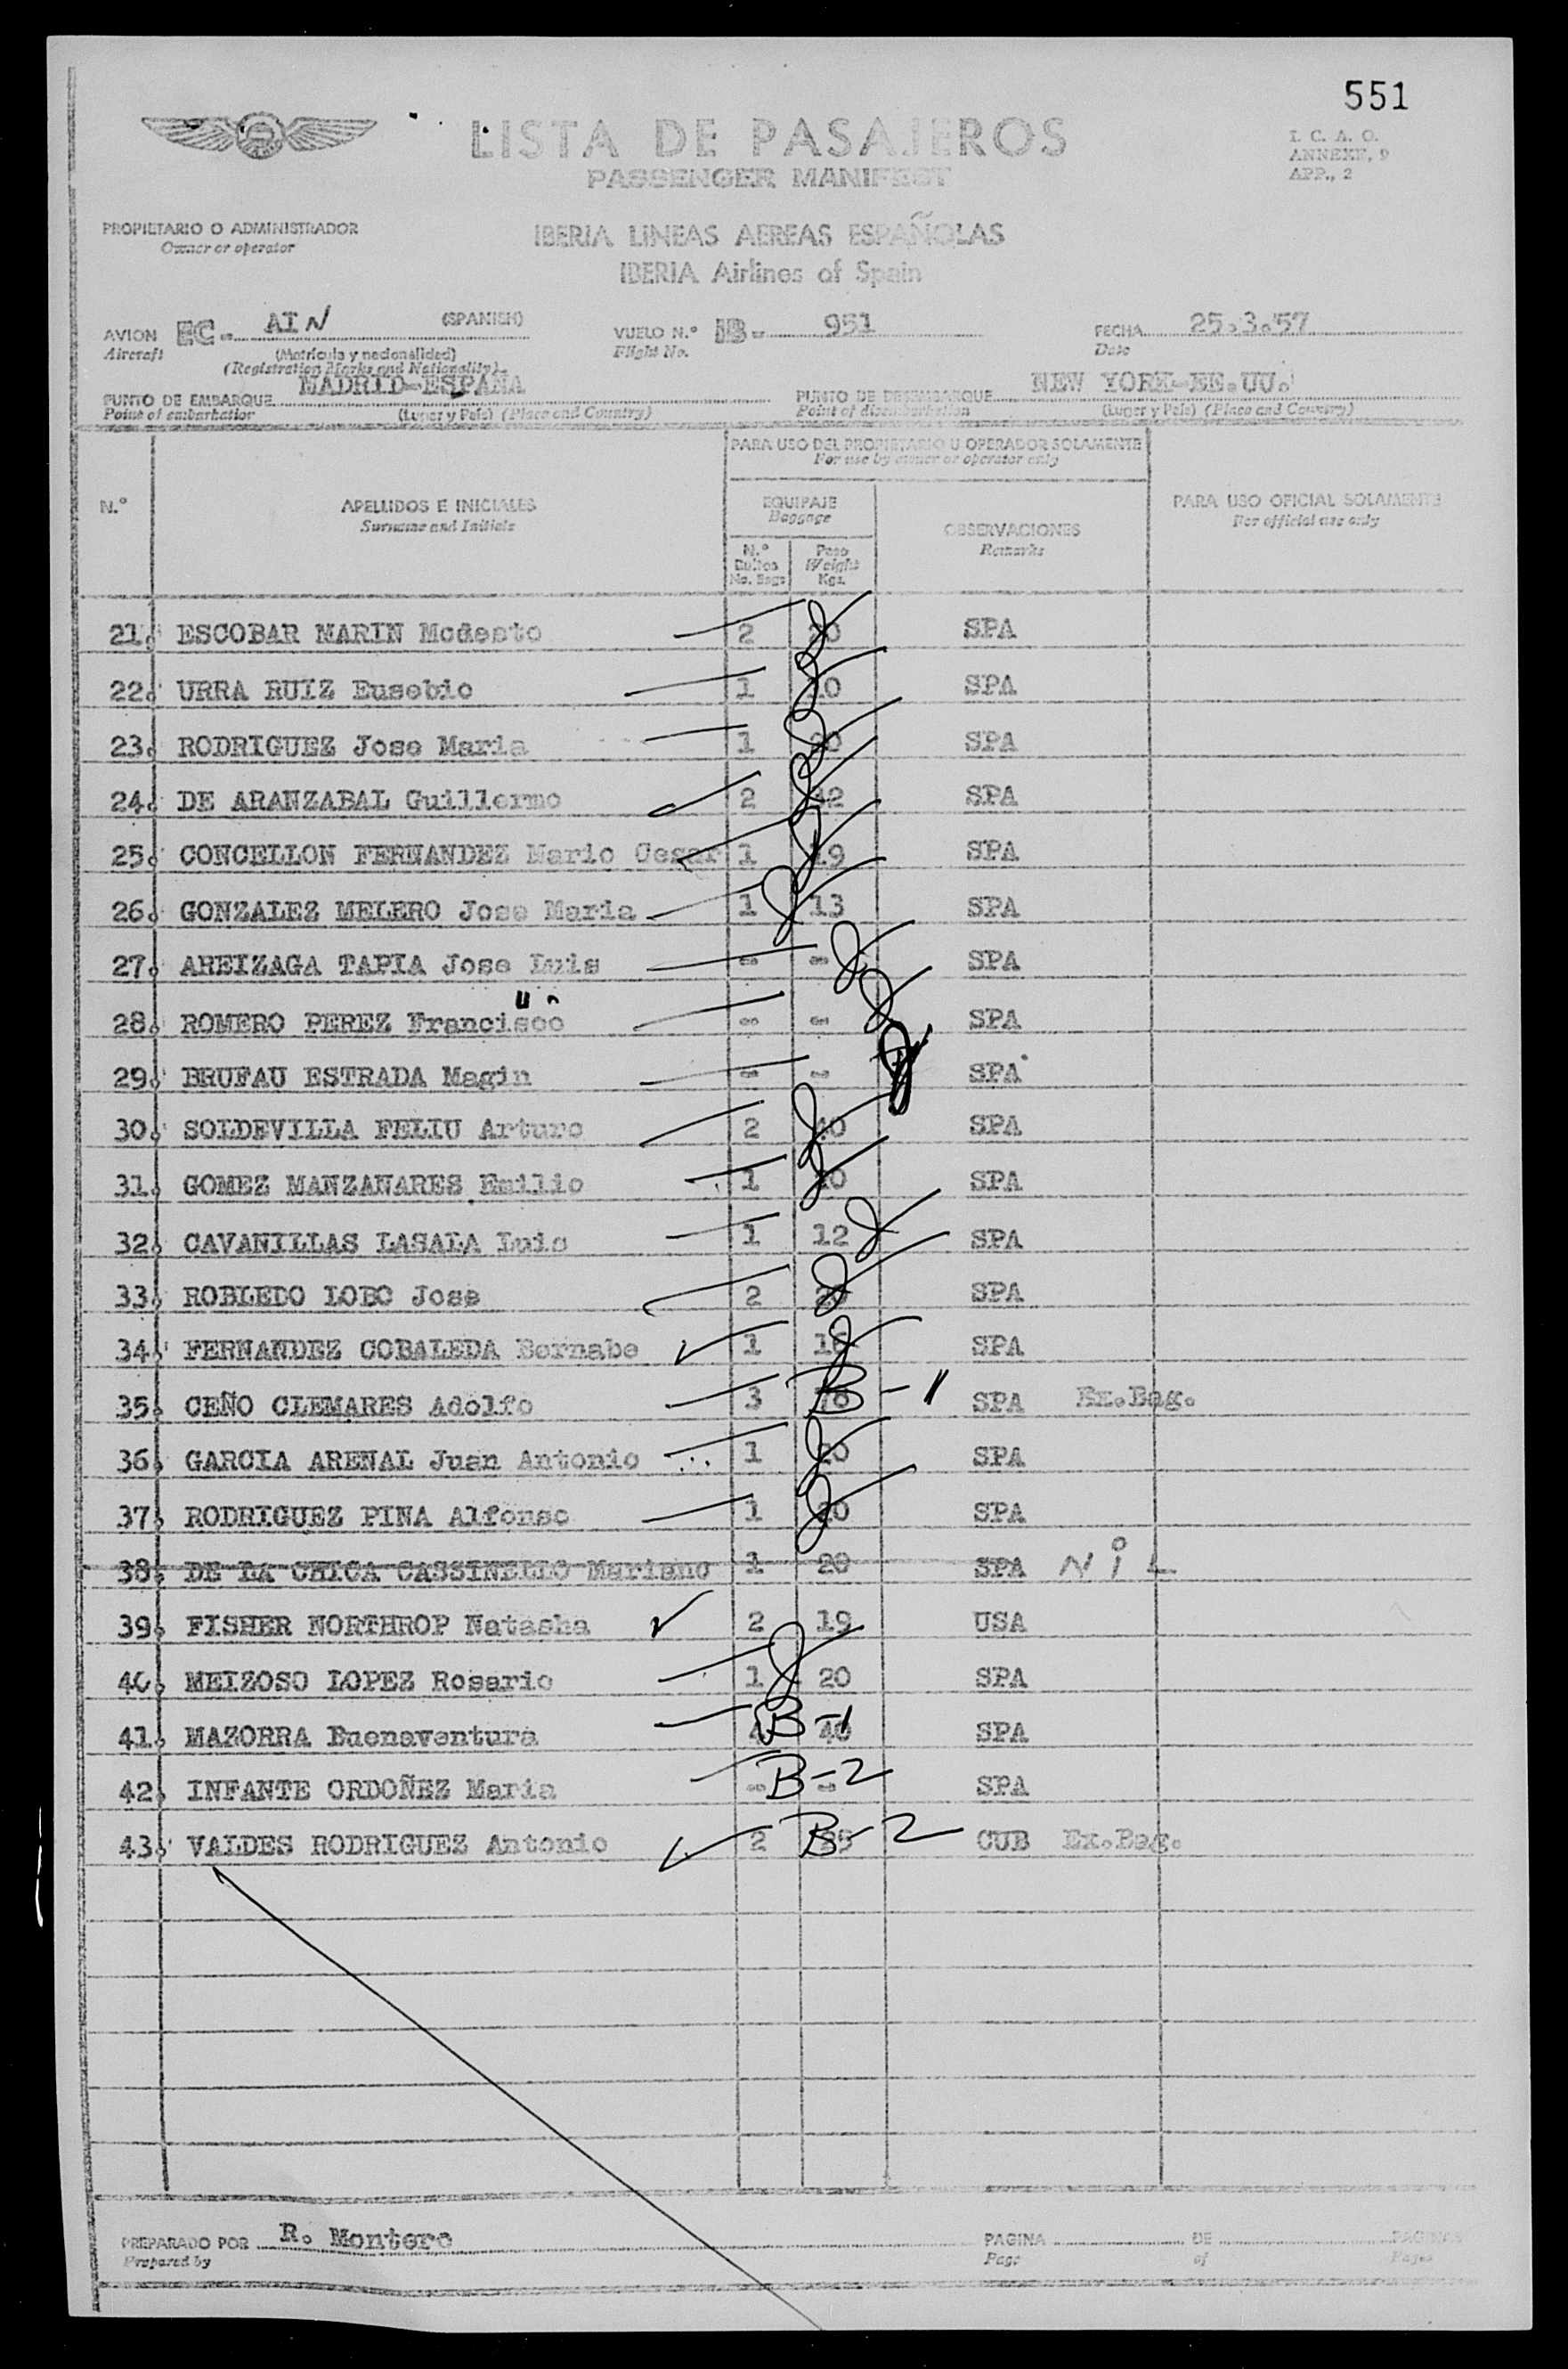 551
LISTA DE PASAJEROS
PASSENGER MANIFEST
I. C. A. O.
ANNEXE, 9
APP., 2
PROPIETARIO O ADMINISTRADOR
Owner or operator
IBERIA LINEAS AEREAS ESPAÑOLAS
IBERIA Airlines of Spain
AVION EC- AIN (SPANISH) VUELO N.° IB- 951 FECHA 25.3.57
Aircraft (Matrícula y nacionalidad) Flight No. Date
(Registration Marks and Nationality)
MADRID-ESPAÑA NEW YORK-EE.UU.
PUNTO DE EMBARQUE PUNTO DE DESEMBARQUE
Point of embarkation (Lugar y País) (Place and Country) Point of disembarkation (Lugar y País) (Place and Country)
PARA USO DEL PROPIETARIO U OPERADOR SOLAMENTE
For use by owner or operator only
N.° APELLIDOS E INICIALES EQUIPAJE OBSERVACIONES PARA USO OFICIAL SOLAMENTE
Surname and Initials Baggage Remarks For official use only
N.° Bultos Peso
No. Bags Weight Kgs.
21. ESCOBAR MARIN Modesto 2 SPA
22. URRA RUIZ Eusebio 1 SPA
23. RODRIGUEZ Jose Maria 1 SPA
24. DE ARANZABAL Guillermo 2 SPA
25. CONCELLON FERNANDEZ Mario Cesar 1 19 SPA
26. GONZALEZ MELERO Jose Maria 1 13 SPA
27. AREIZAGA TAPIA Jose Luis - - SPA
28. ROMERO PEREZ Francisco - - SPA
29. BRUFAU ESTRADA Magin - - SPA
30. SOLDEVILLA FELIU Arturo 2 SPA
31. GOMEZ MANZANARES Emilio 1 SPA
32. CAVANILLAS LASALA Luis 1 12 SPA
33. ROBLEDO LOBO Jose 2 SPA
34. FERNANDEZ COBALEDA Bernabe 1 16 SPA
35. CEÑO CLEMARES Adolfo 3 B-1 SPA Ex.Bag.
36. GARCIA ARENAL Juan Antonio 1 20 SPA
37. RODRIGUEZ PINA Alfonso 1 SPA
38. DE LA CHICA CASSINELLO Mariano 1 20 SPA NiL
39. FISHER NORTHROP Natasha 2 19 USA
40. MEIZOSO LOPEZ Rosario 1 20 SPA
41. MAZORRA Buenaventura B-1 SPA
42. INFANTE ORDOÑEZ Maria - B-2 - SPA
43. VALDES RODRIGUEZ Antonio 2 B-2 CUB Ex.Bag.
PREPARADO POR R. Montero PAGINA DE PAGINAS
Prepared by Page of Pages